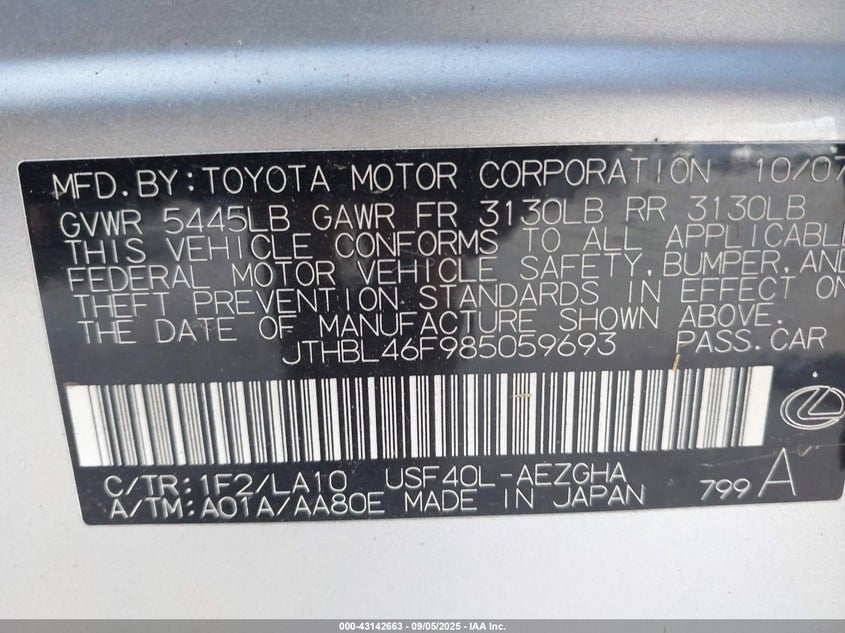 MFD.BY:TOYOTA MOTOR CORPORATION 10/07
GVWR 5445LB GAWR FR 3130LB RR 3130LB
THIS VEHICLE CONFORMS TO ALL APPLICABLE
FEDERAL MOTOR VEHICLE SAFETY,BUMPER,AND
THEFT PREVENTION STANDARDS IN EFFECT ON
THE DATE OF MANUFACTURE SHOWN ABOVE.
JTHBL46F985059693 PASS.CAR
C/TR:1F2/LA10 USF40L-AEZGHA
A/TM:A01A/AA80E MADE IN JAPAN 799 A
000-43142663 - 09/05/2025 - IAA Inc.